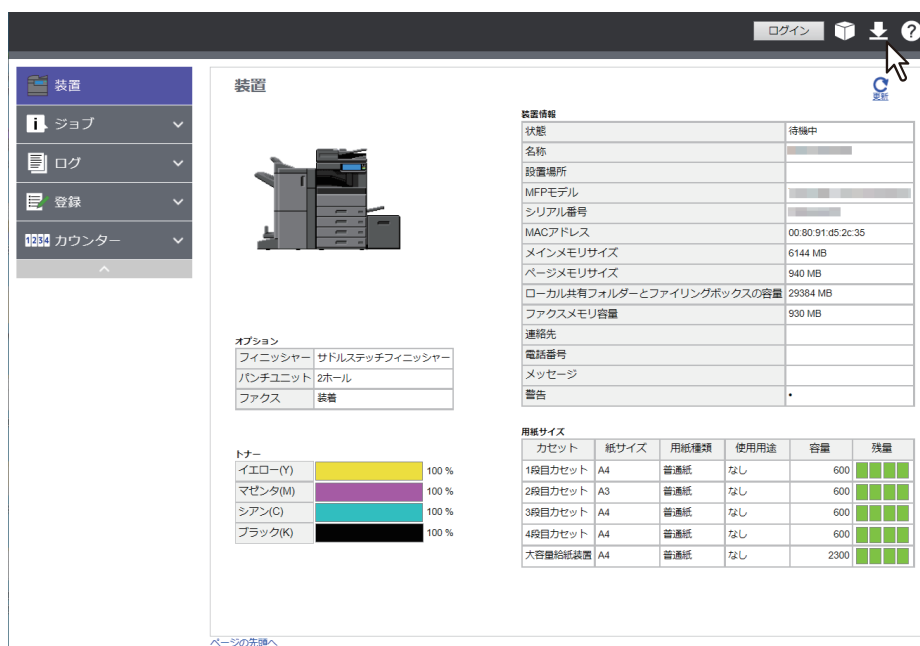 ログイン ?
装置
ジョブ
ログ
登録
1234 カウンター
装置
更新
装置情報
状態 待機中
名称
設置場所
MFPモデル
シリアル番号
MACアドレス 00:80:91:d5:2c:35
メインメモリサイズ 6144 MB
ページメモリサイズ 940 MB
ローカル共有フォルダーとファイリングボックスの容量 29384 MB
ファクスメモリ容量 930 MB
連絡先
電話番号
メッセージ
警告 •
オプション
フィニッシャー サドルステッチフィニッシャー
パンチユニット 2ホール
ファクス 装着
トナー
イエロー(Y) 100 %
マゼンタ(M) 100 %
シアン(C) 100 %
ブラック(K) 100 %
用紙サイズ
カセット 紙サイズ 用紙種類 使用用途 容量 残量
1段目カセット A4 普通紙 なし 600
2段目カセット A3 普通紙 なし 600
3段目カセット A4 普通紙 なし 600
4段目カセット A4 普通紙 なし 600
大容量給紙装置 A4 普通紙 なし 2300
ページの先頭へ